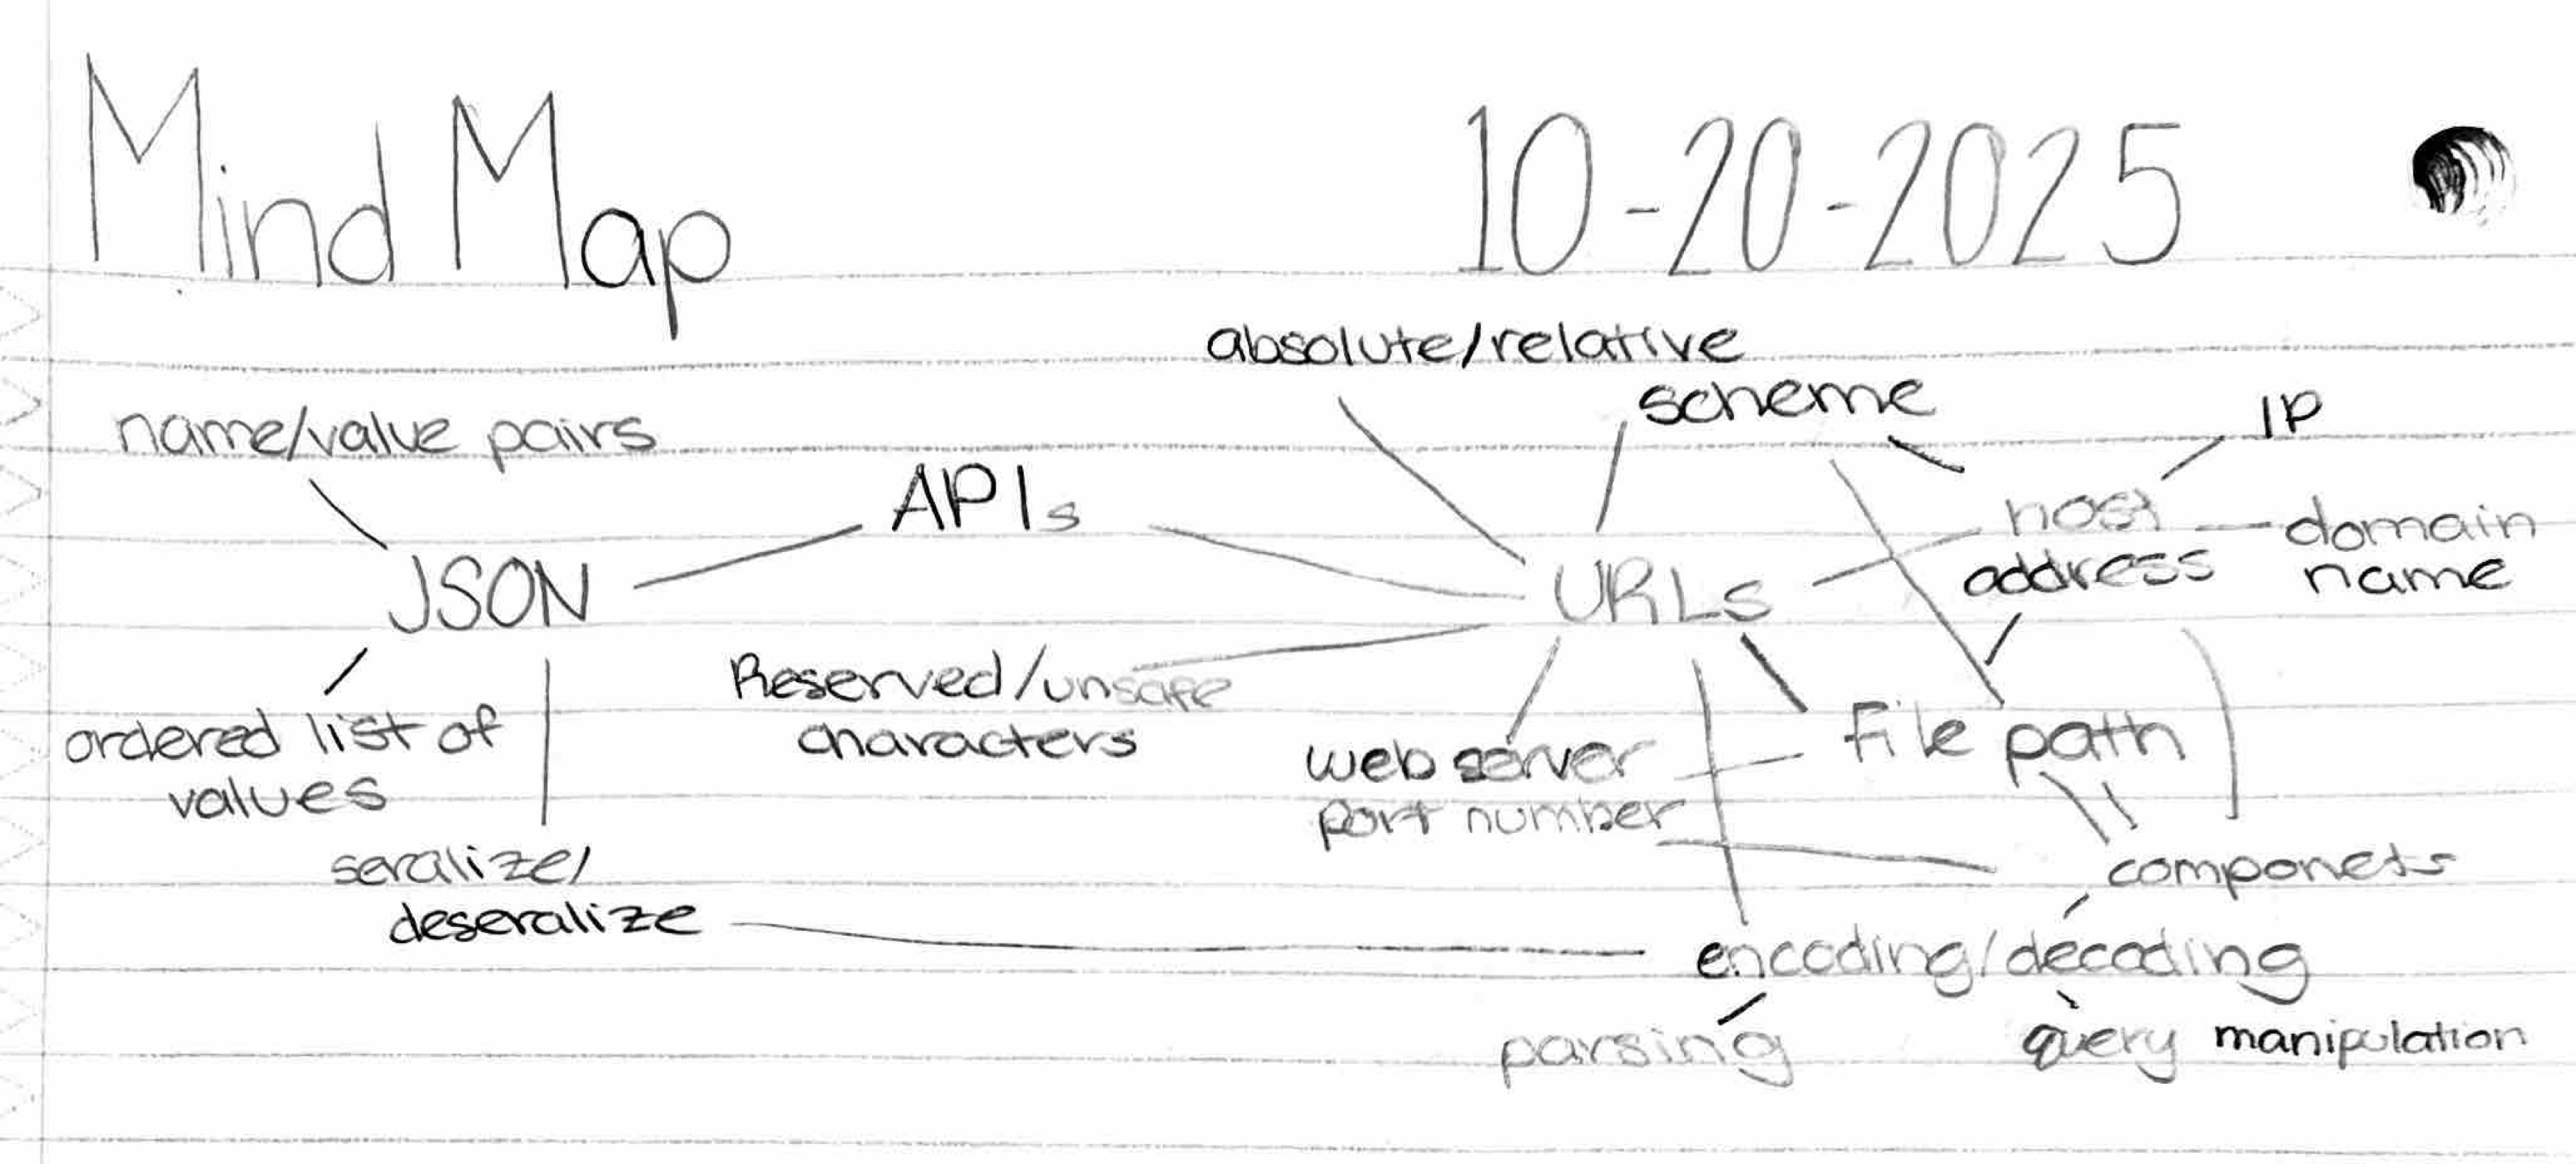 Mind Map 10-20-2025
absolute/relative
scheme
IP
name/value pairs
APIs
host
address
domain
name
JSON
URLs
Reserved/unsafe
characters
ordered list of
values
web server
port number
File path
seralize/
deseralize
componets
encoding/decoding
parsing
query manipulation